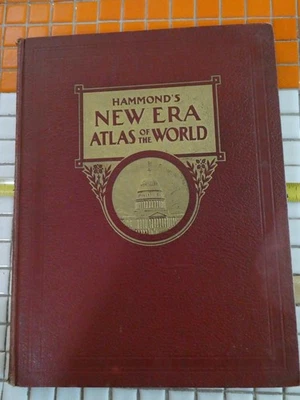 HAMMOND'S
NEW ERA
ATLAS OF THE WORLD